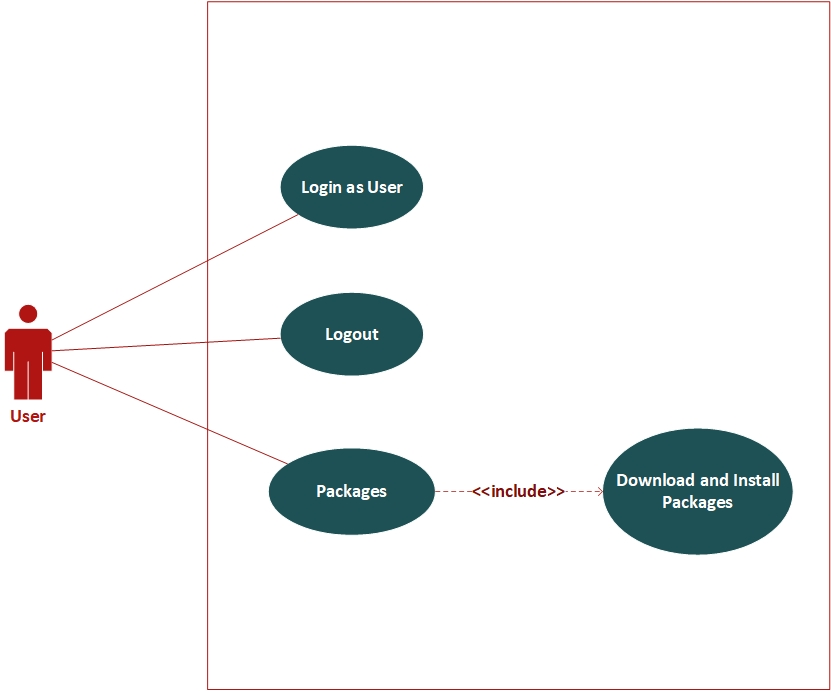 Login as User
Logout
User
Packages
<<include>>
Download and Install
Packages